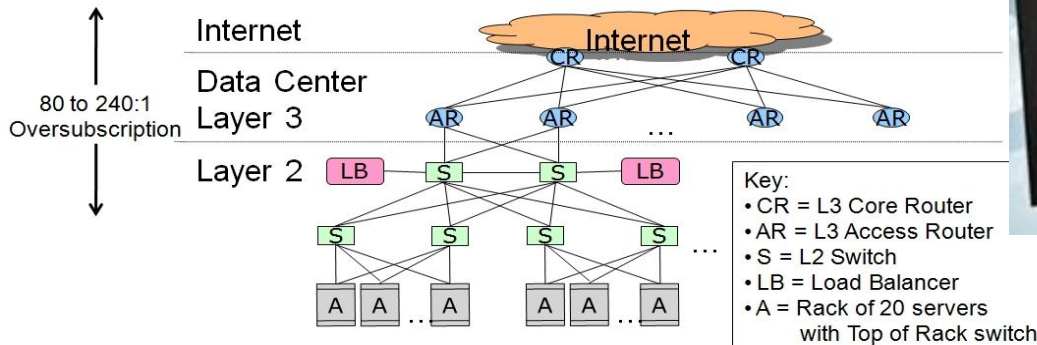 Internet
Internet
CR CR
Data Center
80 to 240:1
Oversubscription
Layer 3
AR AR ... AR AR
Layer 2
LB S S LB
S S S S ...
A A ... A A A ... A
Key:
• CR = L3 Core Router
• AR = L3 Access Router
• S = L2 Switch
• LB = Load Balancer
• A = Rack of 20 servers
with Top of Rack switch